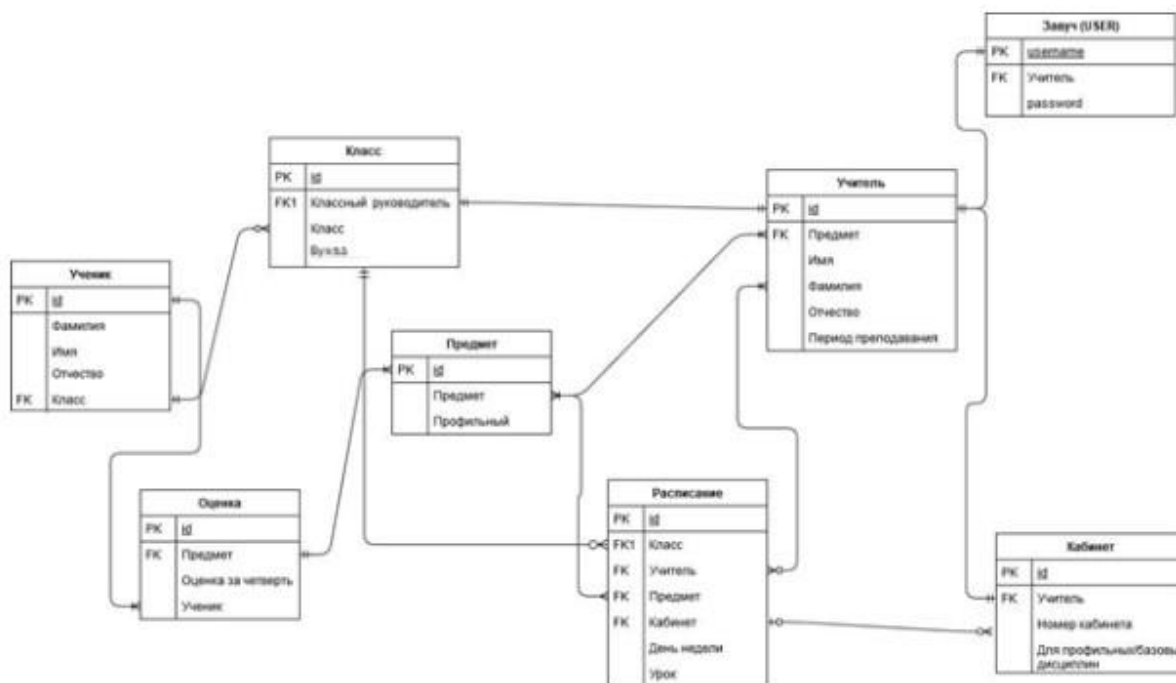 Завуч (USER)
PK username
FK Учитель
password
Класс
PK id
FK1 Классный руководитель
Класс
Буква
Учитель
PK id
FK Предмет
Имя
Фамилия
Отчество
Период преподавания
Ученик
PK id
Фамилия
Имя
Отчество
FK Класс
Предмет
PK id
Предмет
Профильный
Оценка
PK id
FK Предмет
Оценка за четверть
Ученик
Расписание
PK id
FK1 Класс
FK Учитель
FK Предмет
FK Кабинет
День недели
Урок
Кабинет
PK id
FK Учитель
Номер кабинета
Для профильных/базовы
дисциплин